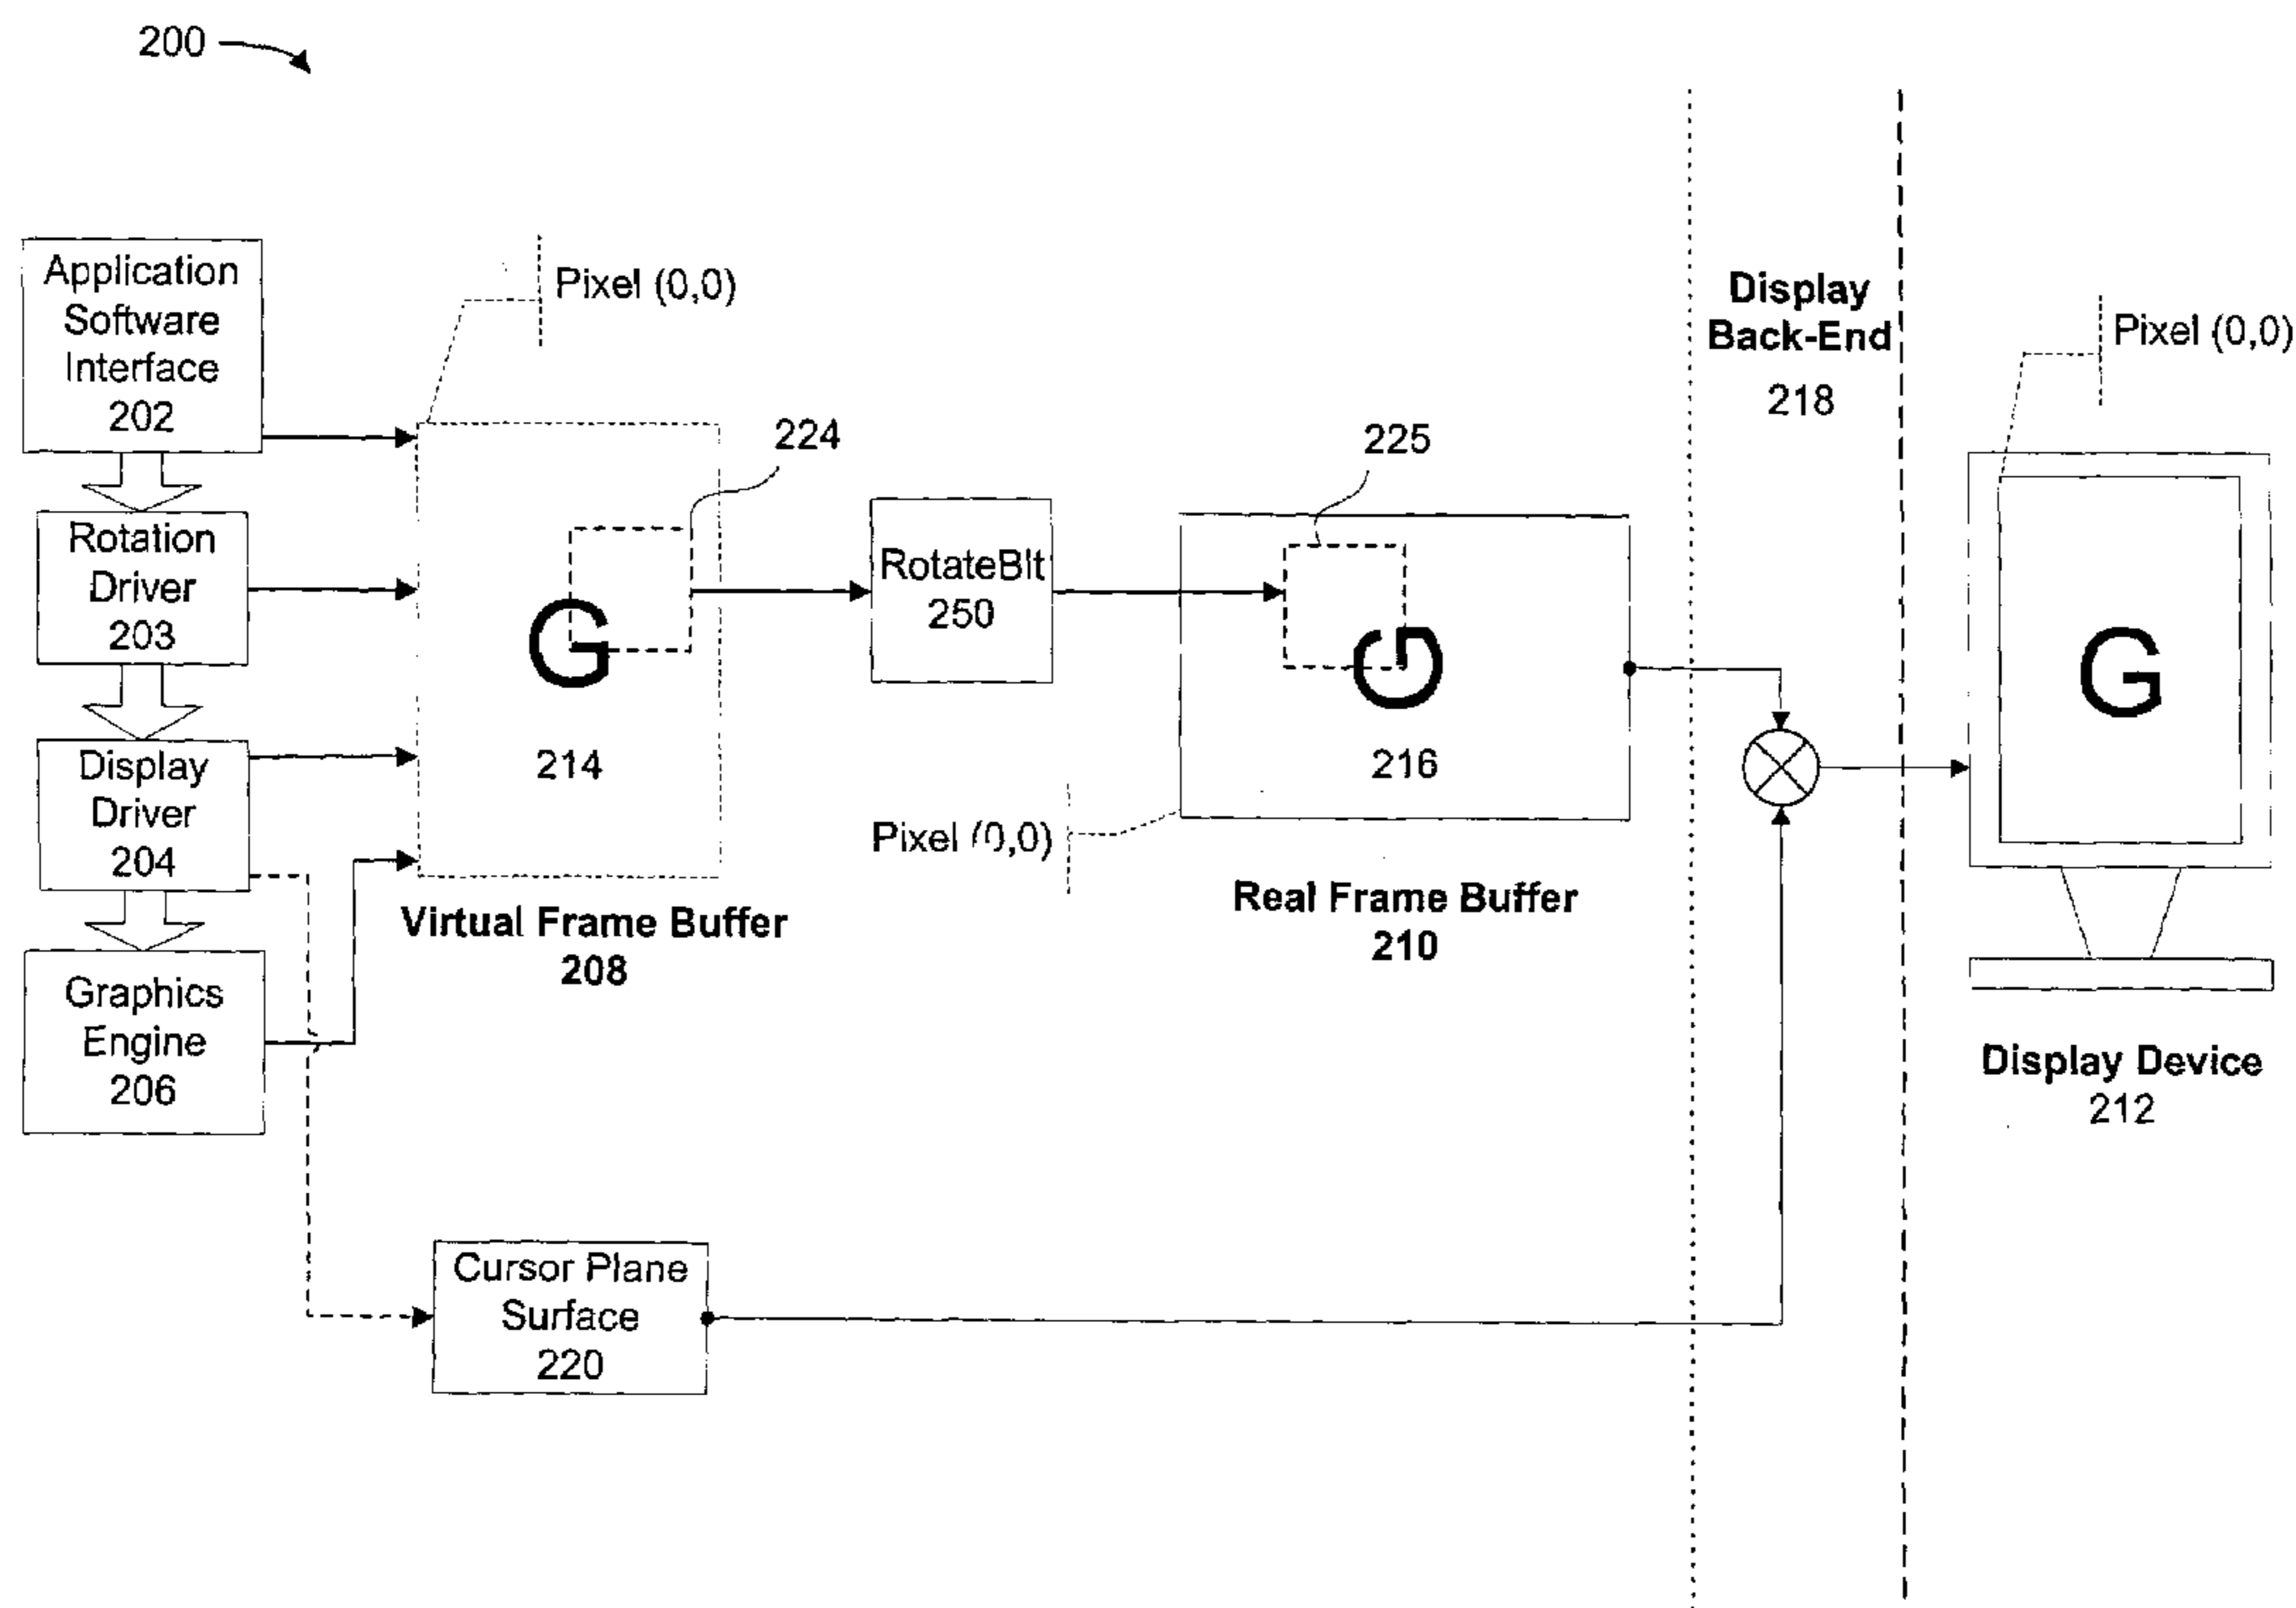 200
Application
Software
Interface
202
Rotation
Driver
203
Display
Driver
204
Graphics
Engine
206
Pixel (0,0)
224
G
214
Virtual Frame Buffer
208
RotateBlt
250
225
G
216
Pixel (0,0)
Real Frame Buffer
210
Cursor Plane
Surface
220
Display
Back-End
218
Pixel (0,0)
G
Display Device
212